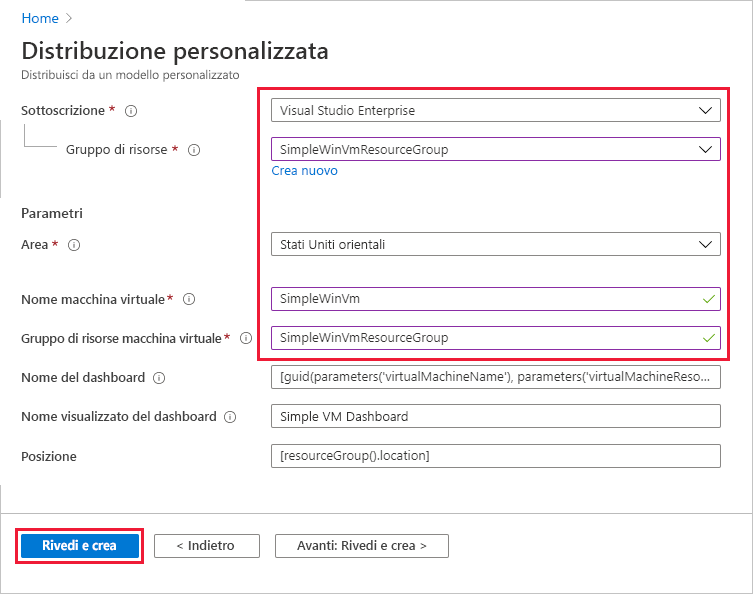 Home >
Distribuzione personalizzata
Distribuisci da un modello personalizzato
Sottoscrizione *
Visual Studio Enterprise
Gruppo di risorse *
SimpleWinVmResourceGroup
Crea nuovo
Parametri
Area *
Stati Uniti orientali
Nome macchina virtuale*
SimpleWinVm
Gruppo di risorse macchina virtuale*
SimpleWinVmResourceGroup
Nome del dashboard
[guid(parameters('virtualMachineName'), parameters('virtualMachineReso...
Nome visualizzato del dashboard
Simple VM Dashboard
Posizione
[resourceGroup().location]
Rivedi e crea
< Indietro
Avanti: Rivedi e crea >